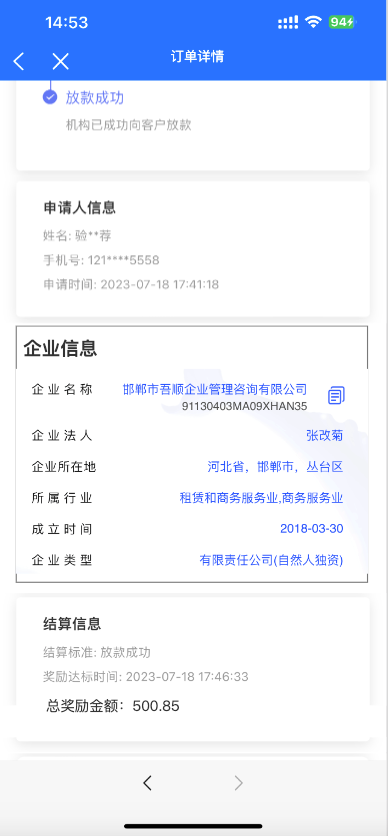 14:53
94
订单详情
放款成功
机构已成功向客户放款
申请人信息
姓名: 验**荐
手机号: 121****5558
申请时间: 2023-07-18 17:41:18
企业信息
企业名称 邯郸市吾顺企业管理咨询有限公司
91130403MA09XHAN35
企业法人 张改菊
企业所在地 河北省，邯郸市，丛台区
所属行业 租赁和商务服务业,商务服务业
成立时间 2018-03-30
企业类型 有限责任公司(自然人独资)
结算信息
结算标准: 放款成功
奖励达标时间: 2023-07-18 17:46:33
总奖励金额：500.85